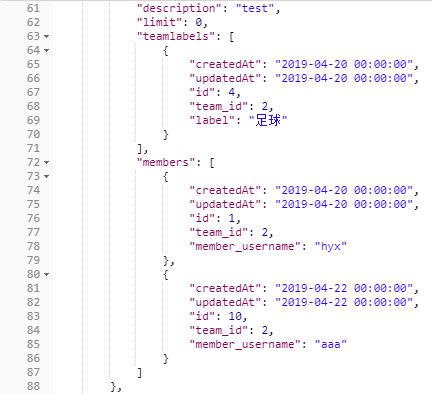 61 "description": "test",
62 "limit": 0,
63 "teamlabels": [
64 {
65 "createdAt": "2019-04-20 00:00:00",
66 "updatedAt": "2019-04-20 00:00:00",
67 "id": 4,
68 "team_id": 2,
69 "label": "足球"
70 }
71 ],
72 "members": [
73 {
74 "createdAt": "2019-04-20 00:00:00",
75 "updatedAt": "2019-04-20 00:00:00",
76 "id": 1,
77 "team_id": 2,
78 "member_username": "hyx"
79 },
80 {
81 "createdAt": "2019-04-22 00:00:00",
82 "updatedAt": "2019-04-22 00:00:00",
83 "id": 10,
84 "team_id": 2,
85 "member_username": "aaa"
86 }
87 ]
88 },